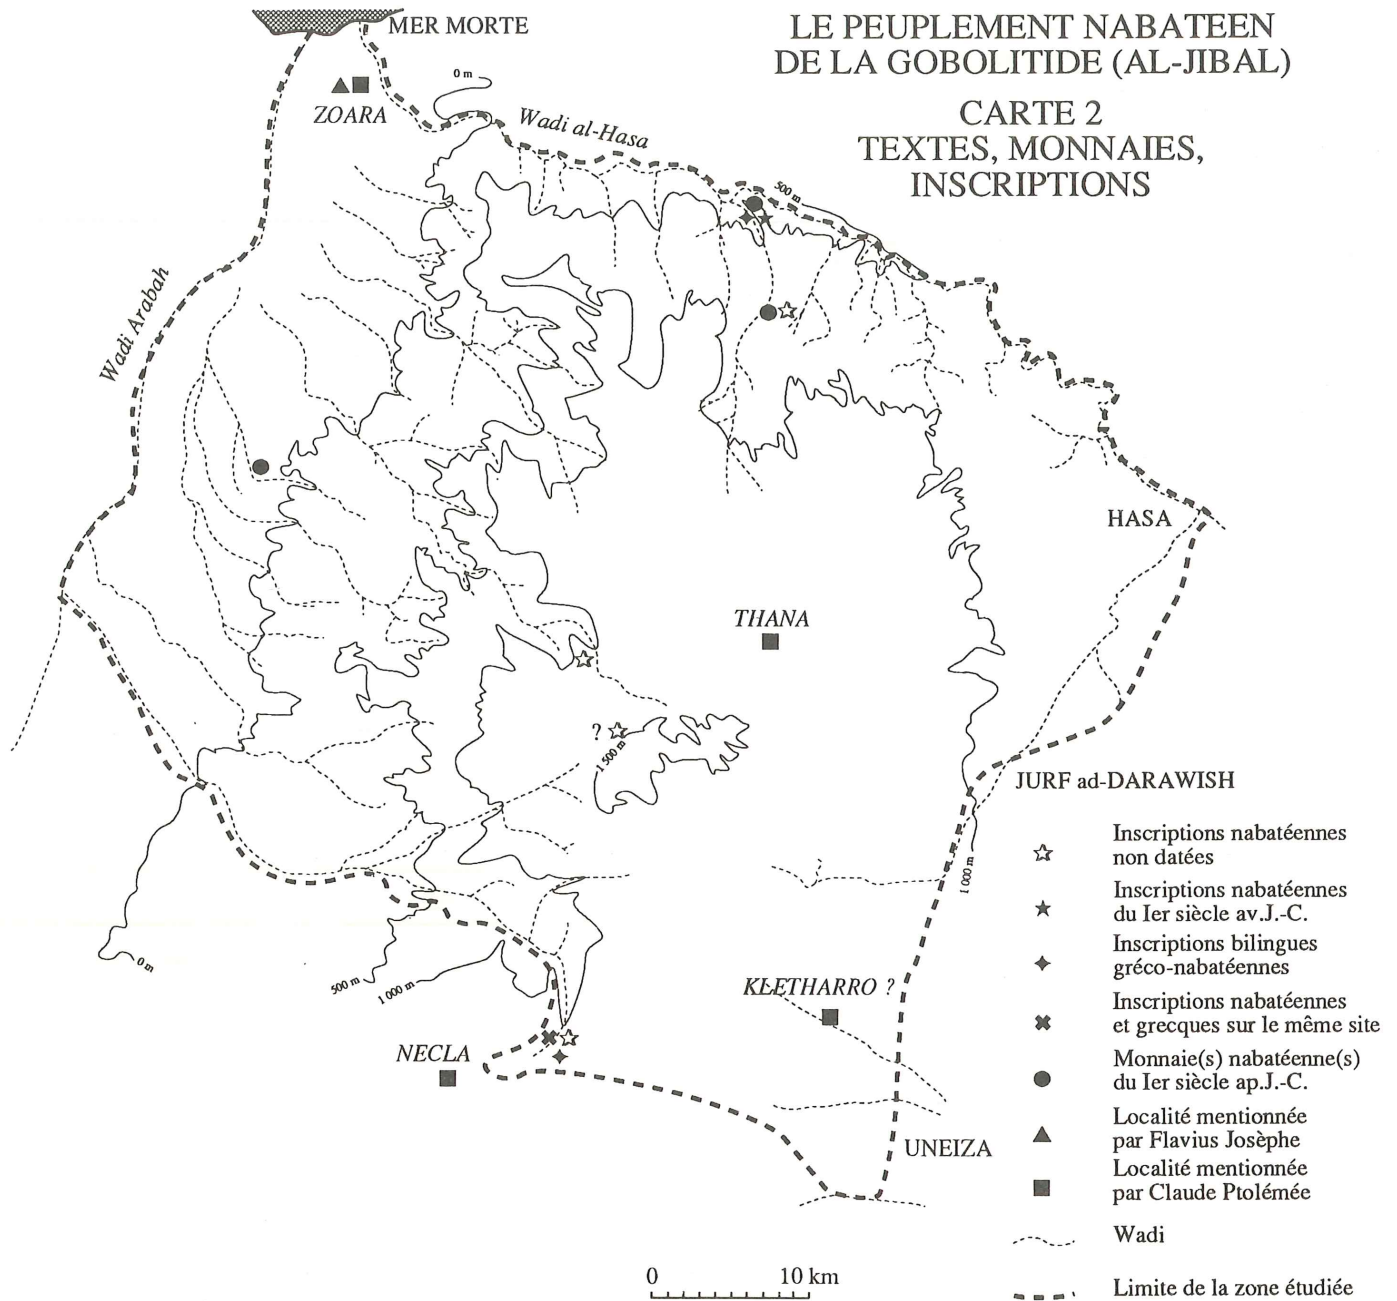 LE PEUPLEMENT NABATEEN
DE LA GOBOLITIDE (AL-JIBAL)
CARTE 2
TEXTES, MONNAIES,
INSCRIPTIONS
MER MORTE
0 m
ZOARA
Wadi al-Hasa
500 m
Wadi Arabah
HASA
THANA
?
1 500 m
JURF ad-DARAWISH
1 000 m
0 m
500 m
1 000 m
KLETHARRO ?
NECLA
UNEIZA
Inscriptions nabatéennes
non datées
Inscriptions nabatéennes
du Ier siècle av.J.-C.
Inscriptions bilingues
gréco-nabatéennes
Inscriptions nabatéennes
et grecques sur le même site
Monnaie(s) nabatéenne(s)
du Ier siècle ap.J.-C.
Localité mentionnée
par Flavius Josèphe
Localité mentionnée
par Claude Ptolémée
Wadi
Limite de la zone étudiée
0 10 km